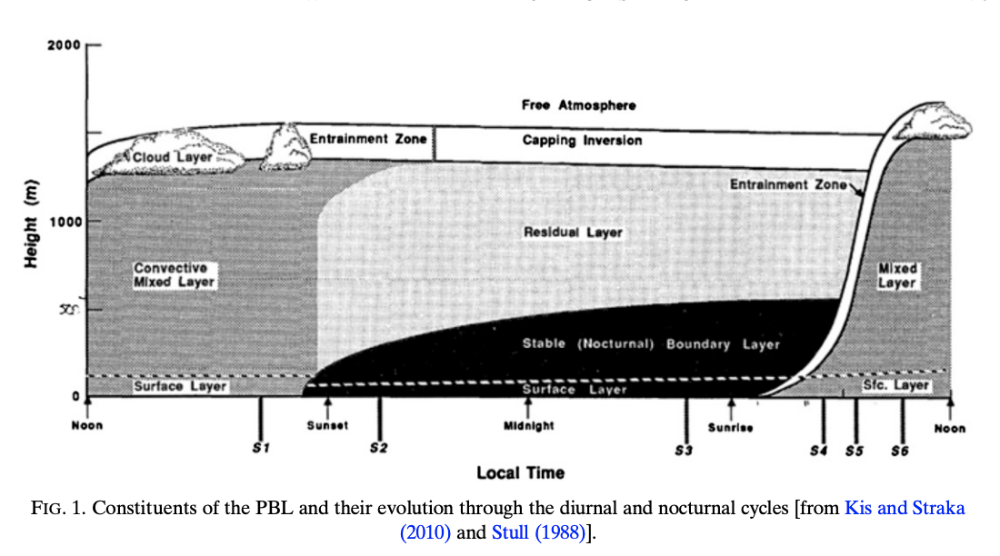 2000
Free Atmosphere
Entrainment Zone
Capping Inversion
Cloud Layer
Entrainment Zone
Height (m)
1000
Residual Layer
Convective
Mixed Layer
Mixed
Layer
500
Stable (Nocturnal) Boundary Layer
Surface Layer
Surface Layer
Sfc. Layer
0
Noon
Sunset
Midnight
Sunrise
Noon
S1
S2
S3
S4
S5
S6
Local Time
FIG. 1. Constituents of the PBL and their evolution through the diurnal and nocturnal cycles [from Kis and Straka
(2010) and Stull (1988)].